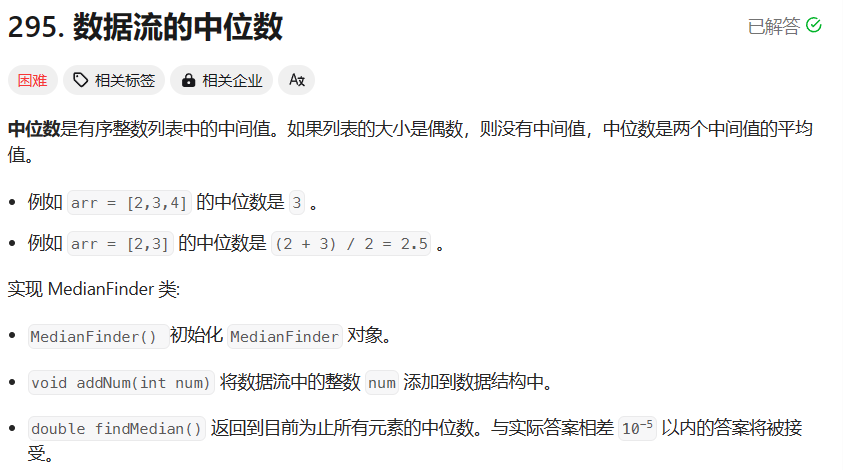 295. 数据流的中位数
已解答
困难 相关标签 相关企业 Ax
中位数是有序整数列表中的中间值。如果列表的大小是偶数，则没有中间值，中位数是两个中间值的平均
值。
例如 arr = [2,3,4] 的中位数是 3 。
例如 arr = [2,3] 的中位数是 (2 + 3) / 2 = 2.5 。
实现 MedianFinder 类:
MedianFinder() 初始化 MedianFinder 对象。
void addNum(int num) 将数据流中的整数 num 添加到数据结构中。
double findMedian() 返回到目前为止所有元素的中位数。与实际答案相差 10⁻⁵ 以内的答案将被接
受。